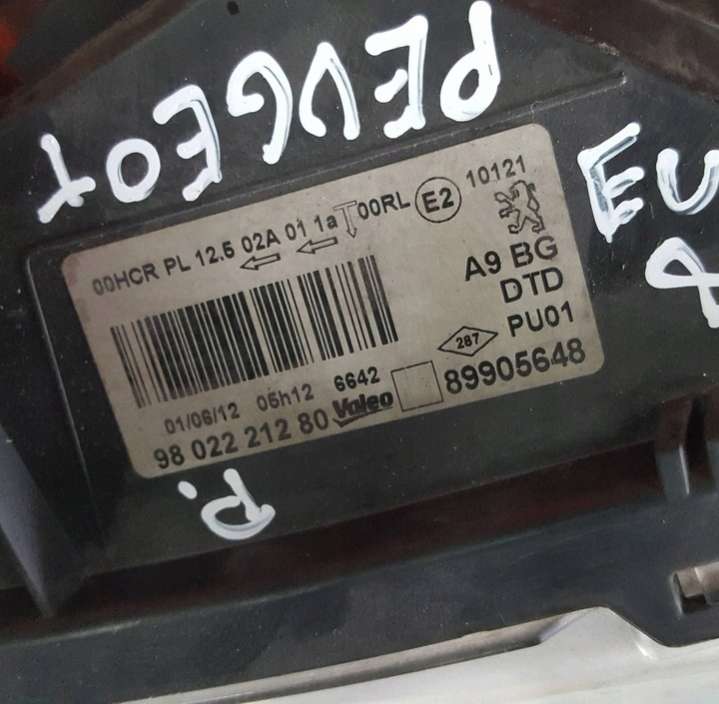 PEUGEOT
EU
00HCR PL 12.5 02A 01 1a 00RL E2 10121
A9 BG
DTD
287 PU01
01/06/12 05h12 6642
98 022 212 80 Valeo 89905648
P.